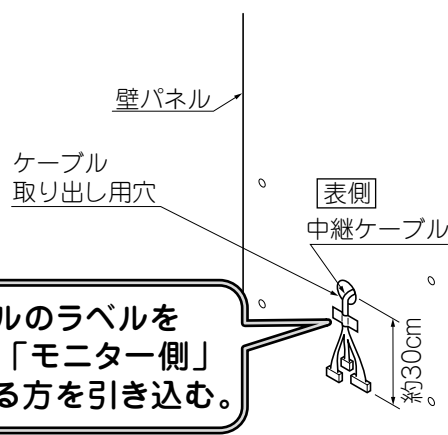 壁パネル
ケーブル
取り出し用穴
表側
中継ケーブル
ルのラベルを
「モニター側」
る方を引き込む。
約30cm